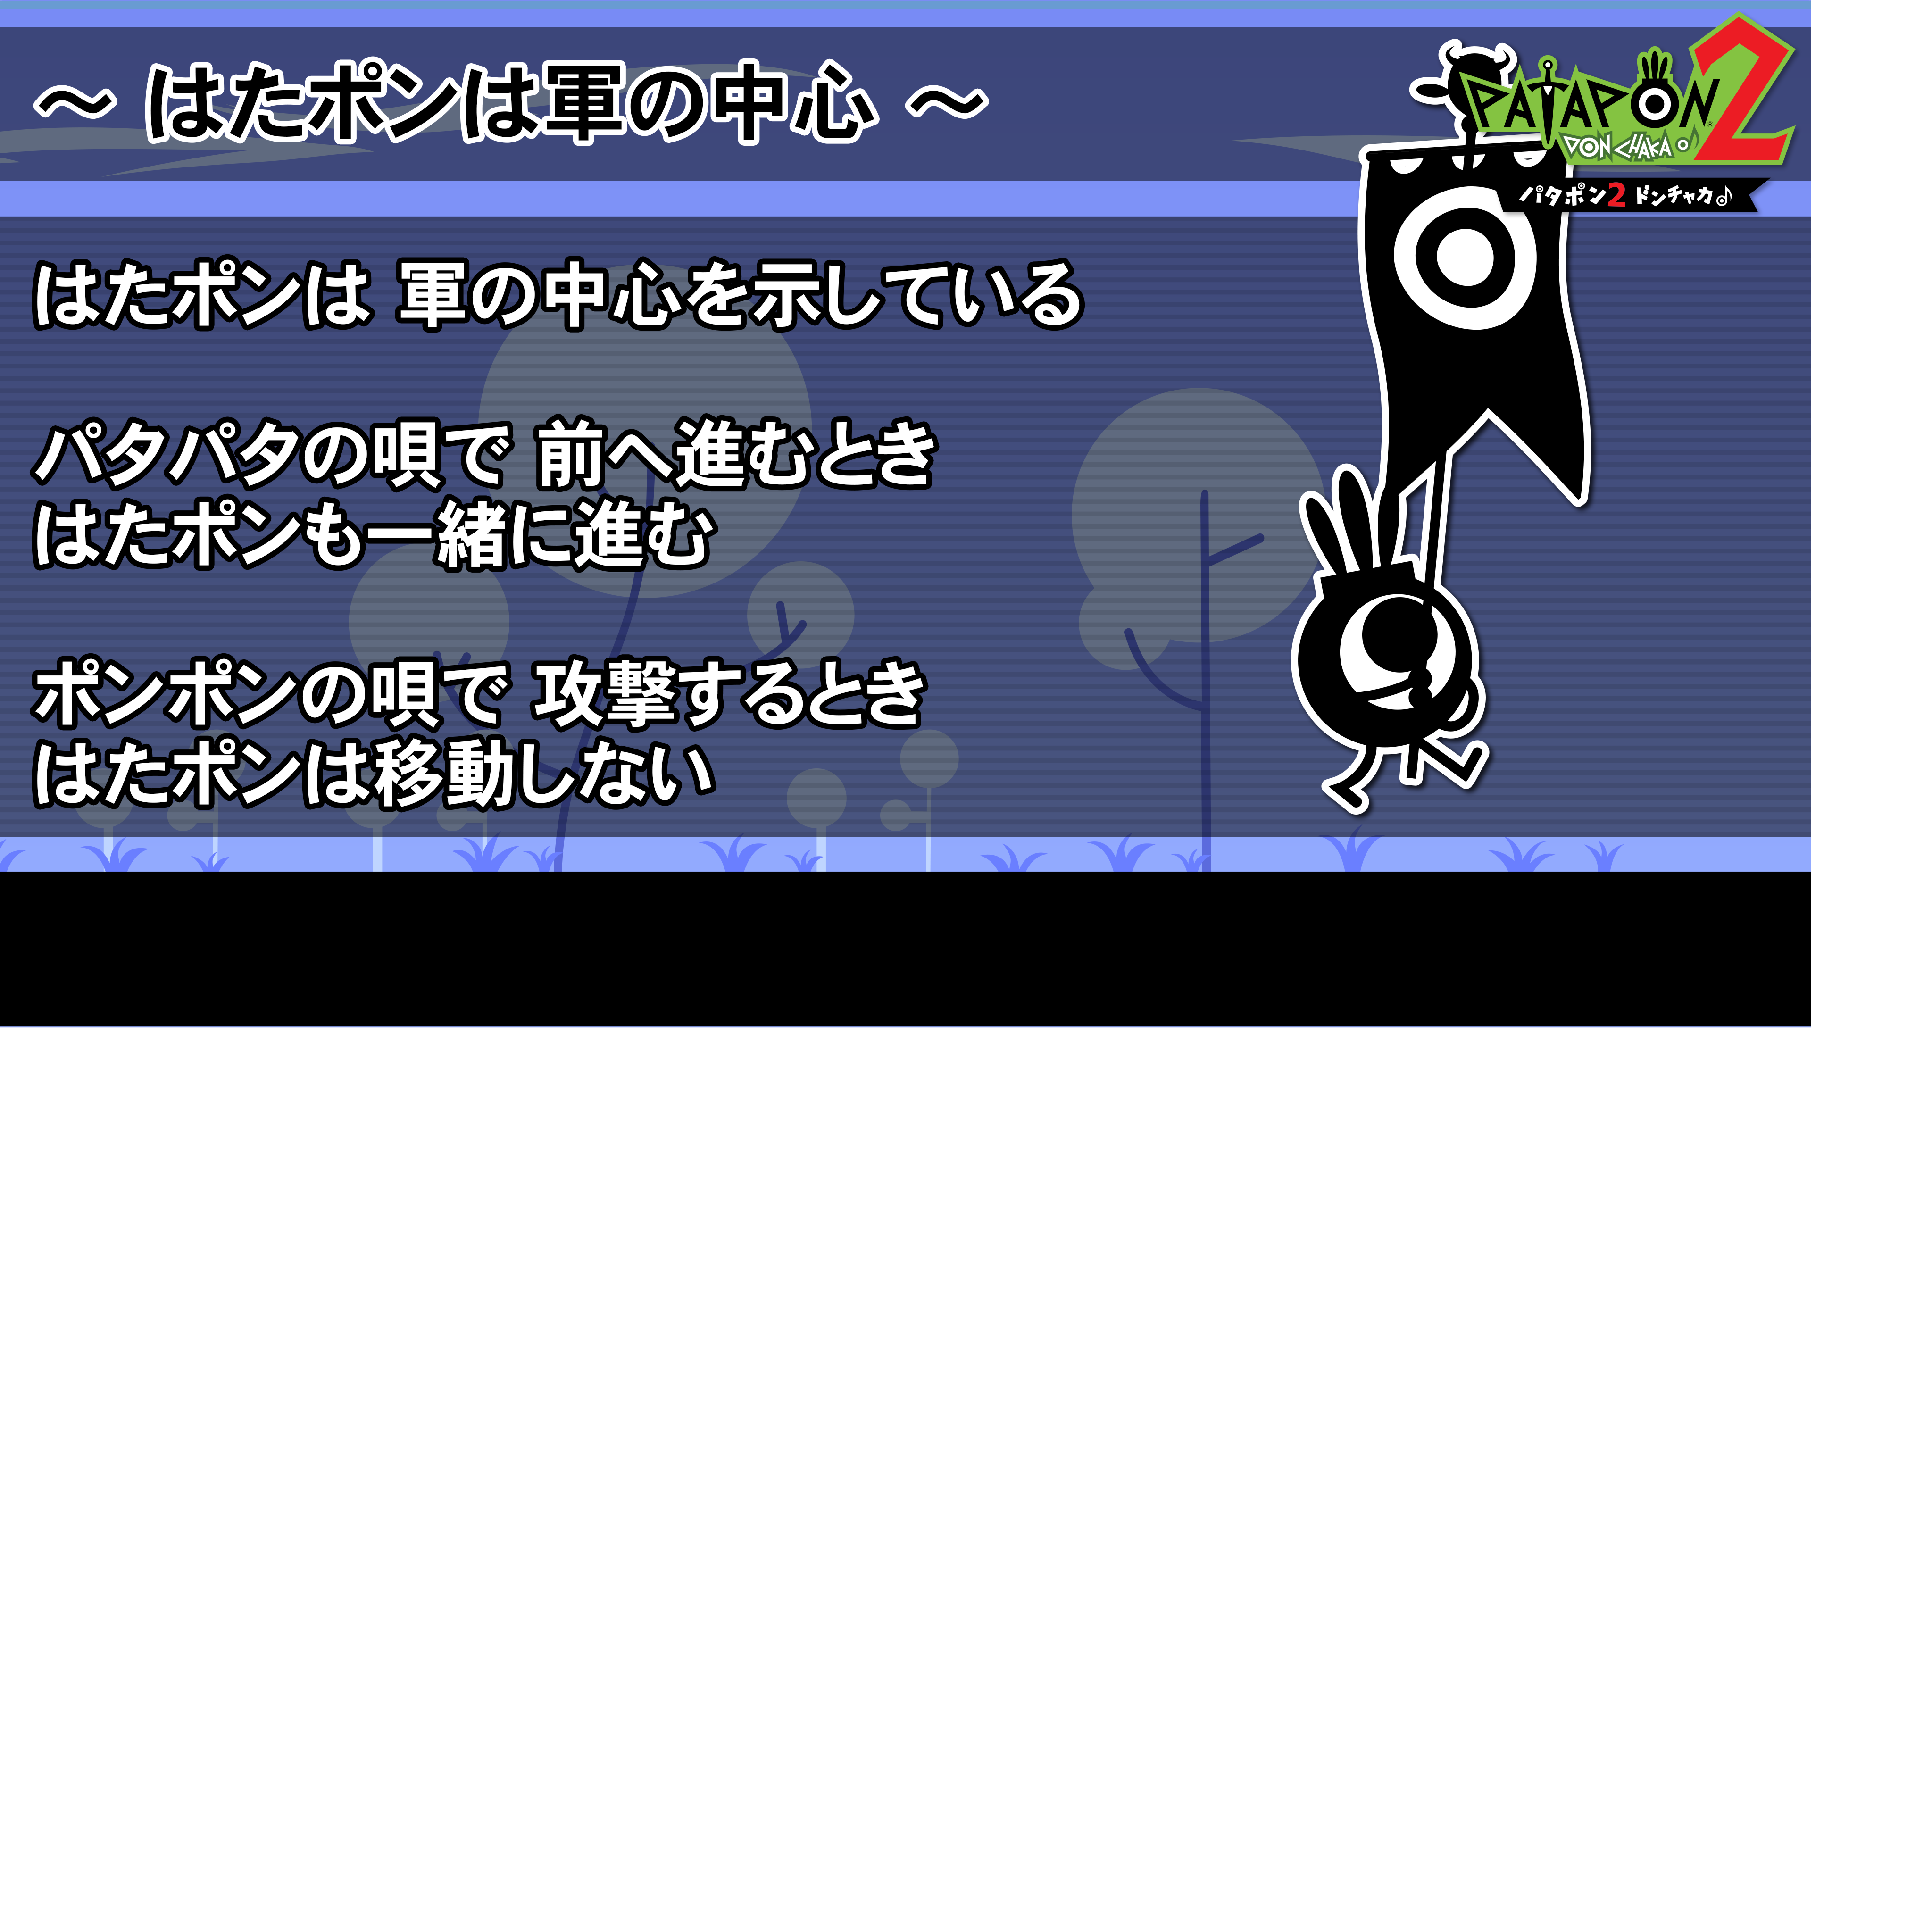 ～ はたポンは軍の中心 ～
PATAPON 2
DON CHAKA♪
パタポン2 ドンチャカ♪
はたポンは 軍の中心を示している
パタパタの唄で 前へ進むとき
はたポンも一緒に進む
ポンポンの唄で 攻撃するとき
はたポンは移動しない